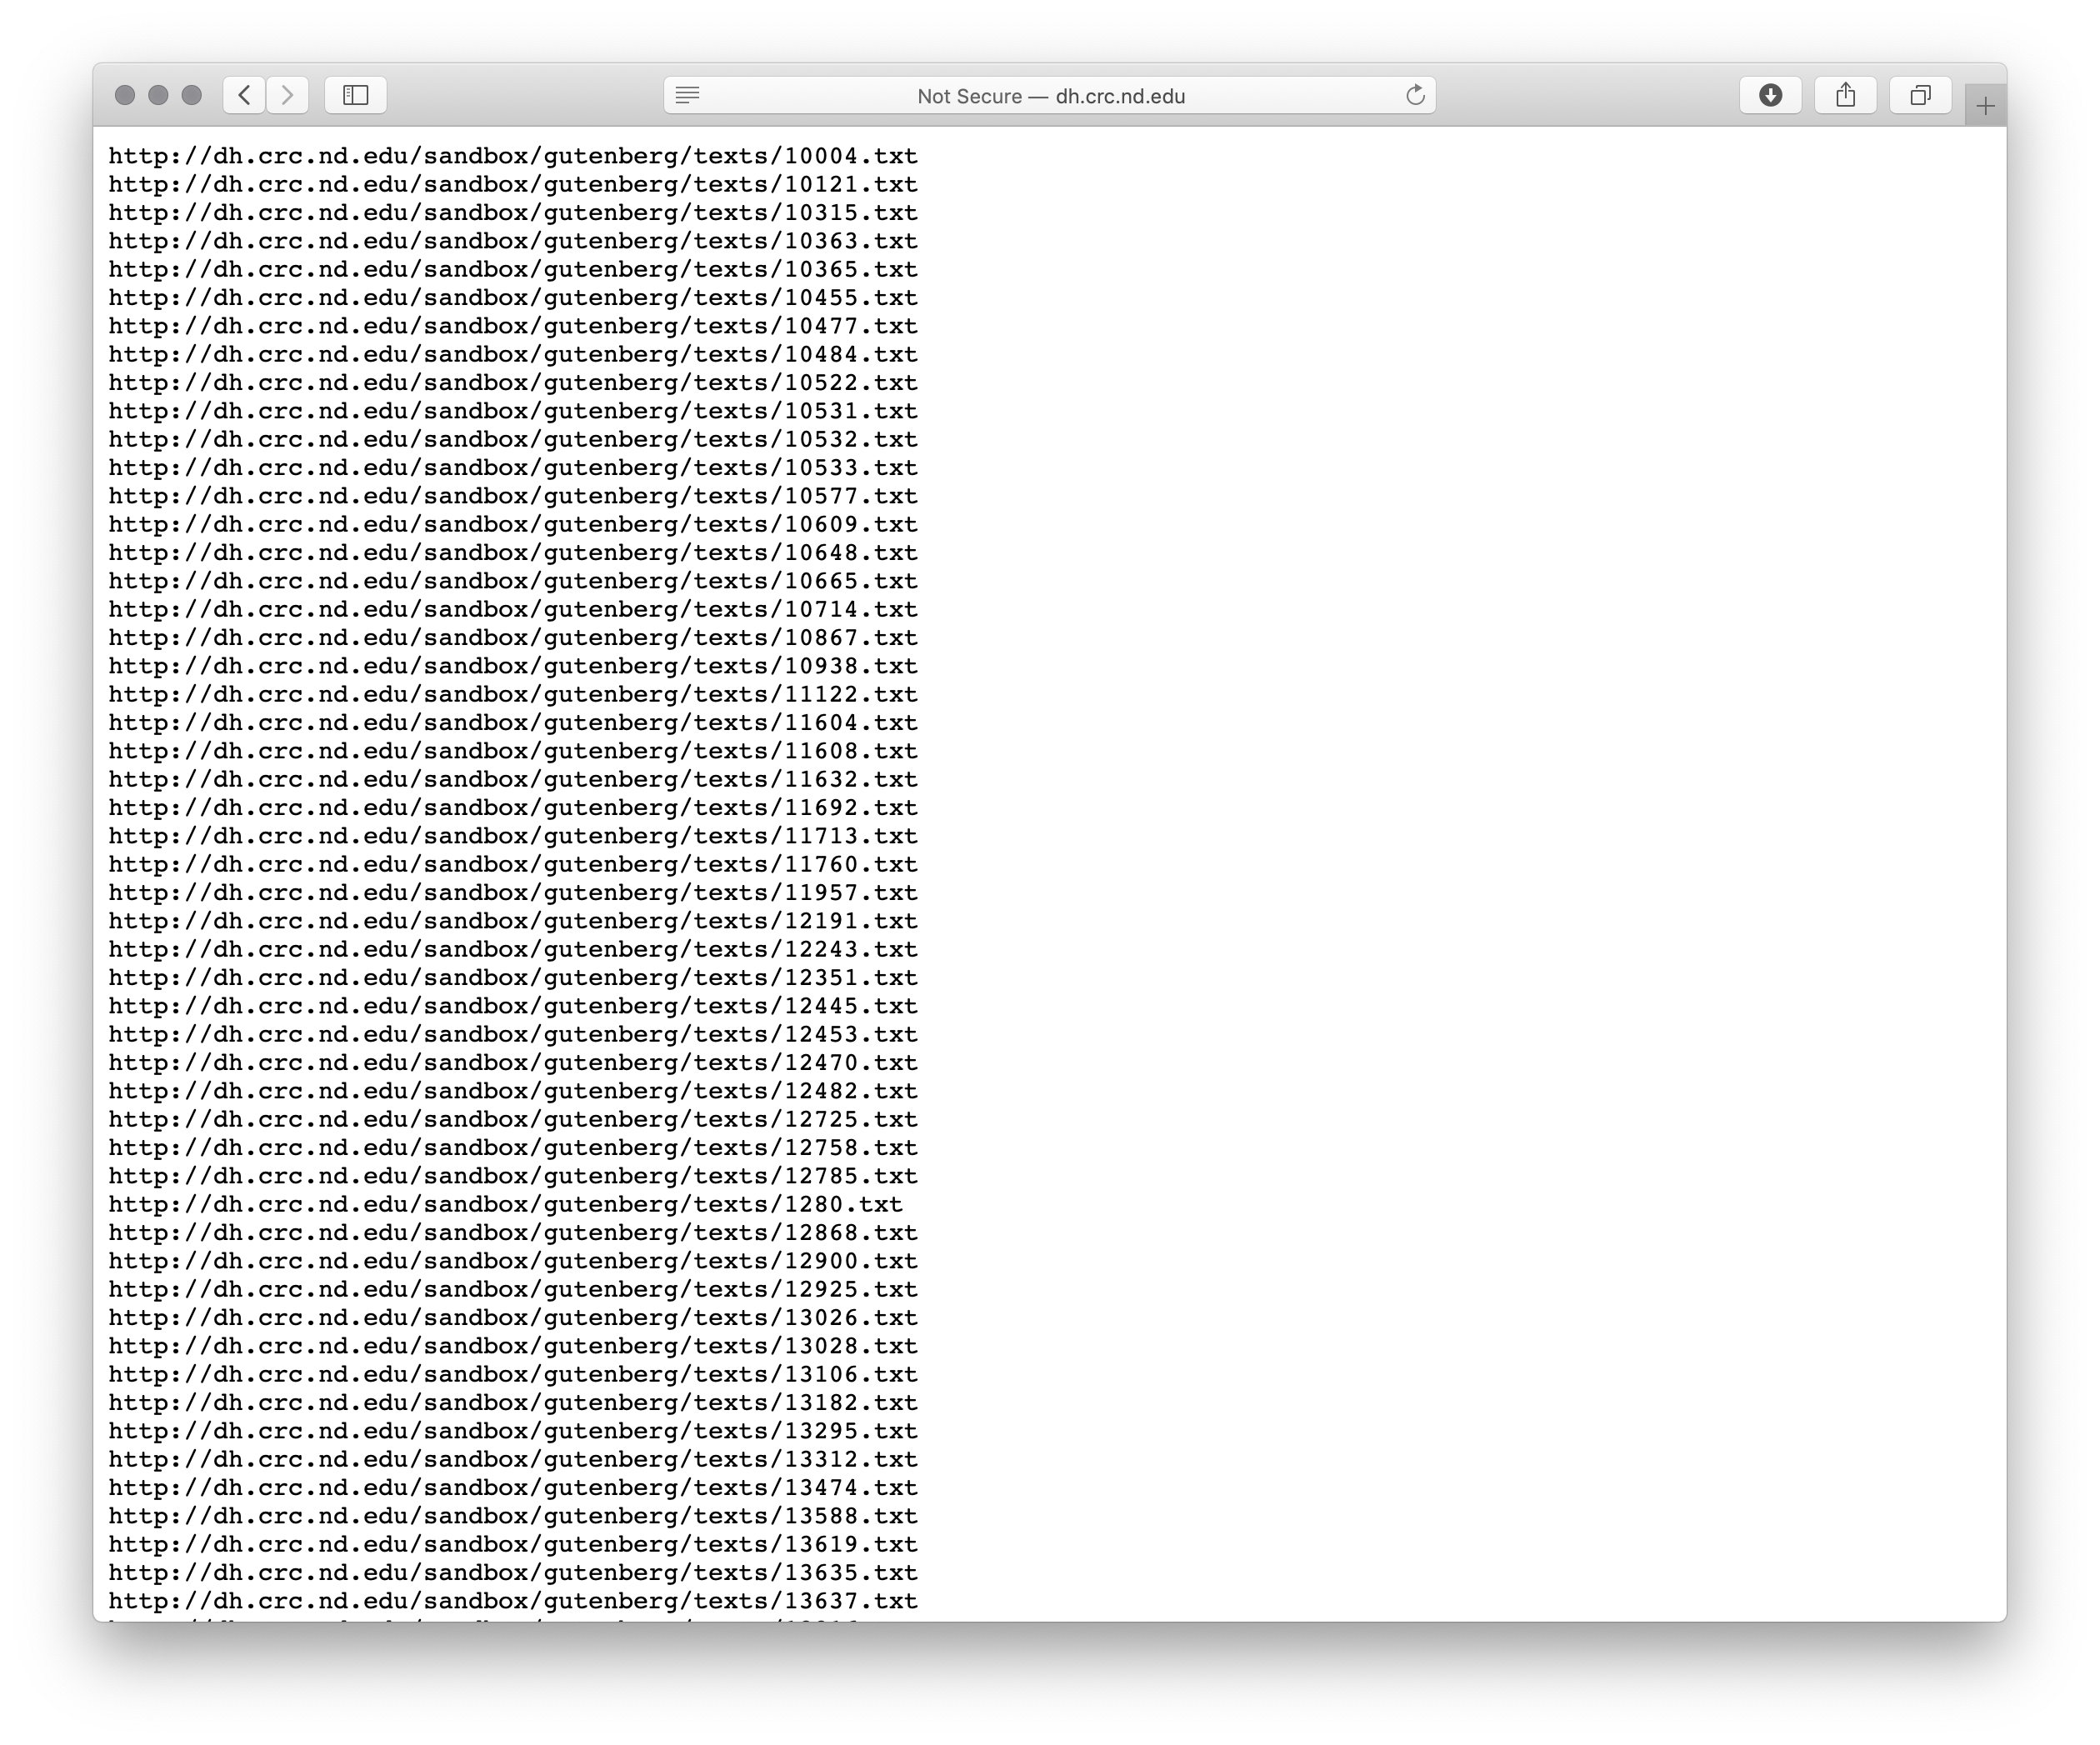 Not Secure — dh.crc.nd.edu
http://dh.crc.nd.edu/sandbox/gutenberg/texts/10004.txt
http://dh.crc.nd.edu/sandbox/gutenberg/texts/10121.txt
http://dh.crc.nd.edu/sandbox/gutenberg/texts/10315.txt
http://dh.crc.nd.edu/sandbox/gutenberg/texts/10363.txt
http://dh.crc.nd.edu/sandbox/gutenberg/texts/10365.txt
http://dh.crc.nd.edu/sandbox/gutenberg/texts/10455.txt
http://dh.crc.nd.edu/sandbox/gutenberg/texts/10477.txt
http://dh.crc.nd.edu/sandbox/gutenberg/texts/10484.txt
http://dh.crc.nd.edu/sandbox/gutenberg/texts/10522.txt
http://dh.crc.nd.edu/sandbox/gutenberg/texts/10531.txt
http://dh.crc.nd.edu/sandbox/gutenberg/texts/10532.txt
http://dh.crc.nd.edu/sandbox/gutenberg/texts/10533.txt
http://dh.crc.nd.edu/sandbox/gutenberg/texts/10577.txt
http://dh.crc.nd.edu/sandbox/gutenberg/texts/10609.txt
http://dh.crc.nd.edu/sandbox/gutenberg/texts/10648.txt
http://dh.crc.nd.edu/sandbox/gutenberg/texts/10665.txt
http://dh.crc.nd.edu/sandbox/gutenberg/texts/10714.txt
http://dh.crc.nd.edu/sandbox/gutenberg/texts/10867.txt
http://dh.crc.nd.edu/sandbox/gutenberg/texts/10938.txt
http://dh.crc.nd.edu/sandbox/gutenberg/texts/11122.txt
http://dh.crc.nd.edu/sandbox/gutenberg/texts/11604.txt
http://dh.crc.nd.edu/sandbox/gutenberg/texts/11608.txt
http://dh.crc.nd.edu/sandbox/gutenberg/texts/11632.txt
http://dh.crc.nd.edu/sandbox/gutenberg/texts/11692.txt
http://dh.crc.nd.edu/sandbox/gutenberg/texts/11713.txt
http://dh.crc.nd.edu/sandbox/gutenberg/texts/11760.txt
http://dh.crc.nd.edu/sandbox/gutenberg/texts/11957.txt
http://dh.crc.nd.edu/sandbox/gutenberg/texts/12191.txt
http://dh.crc.nd.edu/sandbox/gutenberg/texts/12243.txt
http://dh.crc.nd.edu/sandbox/gutenberg/texts/12351.txt
http://dh.crc.nd.edu/sandbox/gutenberg/texts/12445.txt
http://dh.crc.nd.edu/sandbox/gutenberg/texts/12453.txt
http://dh.crc.nd.edu/sandbox/gutenberg/texts/12470.txt
http://dh.crc.nd.edu/sandbox/gutenberg/texts/12482.txt
http://dh.crc.nd.edu/sandbox/gutenberg/texts/12725.txt
http://dh.crc.nd.edu/sandbox/gutenberg/texts/12758.txt
http://dh.crc.nd.edu/sandbox/gutenberg/texts/12785.txt
http://dh.crc.nd.edu/sandbox/gutenberg/texts/1280.txt
http://dh.crc.nd.edu/sandbox/gutenberg/texts/12868.txt
http://dh.crc.nd.edu/sandbox/gutenberg/texts/12900.txt
http://dh.crc.nd.edu/sandbox/gutenberg/texts/12925.txt
http://dh.crc.nd.edu/sandbox/gutenberg/texts/13026.txt
http://dh.crc.nd.edu/sandbox/gutenberg/texts/13028.txt
http://dh.crc.nd.edu/sandbox/gutenberg/texts/13106.txt
http://dh.crc.nd.edu/sandbox/gutenberg/texts/13182.txt
http://dh.crc.nd.edu/sandbox/gutenberg/texts/13295.txt
http://dh.crc.nd.edu/sandbox/gutenberg/texts/13312.txt
http://dh.crc.nd.edu/sandbox/gutenberg/texts/13474.txt
http://dh.crc.nd.edu/sandbox/gutenberg/texts/13588.txt
http://dh.crc.nd.edu/sandbox/gutenberg/texts/13619.txt
http://dh.crc.nd.edu/sandbox/gutenberg/texts/13635.txt
http://dh.crc.nd.edu/sandbox/gutenberg/texts/13637.txt